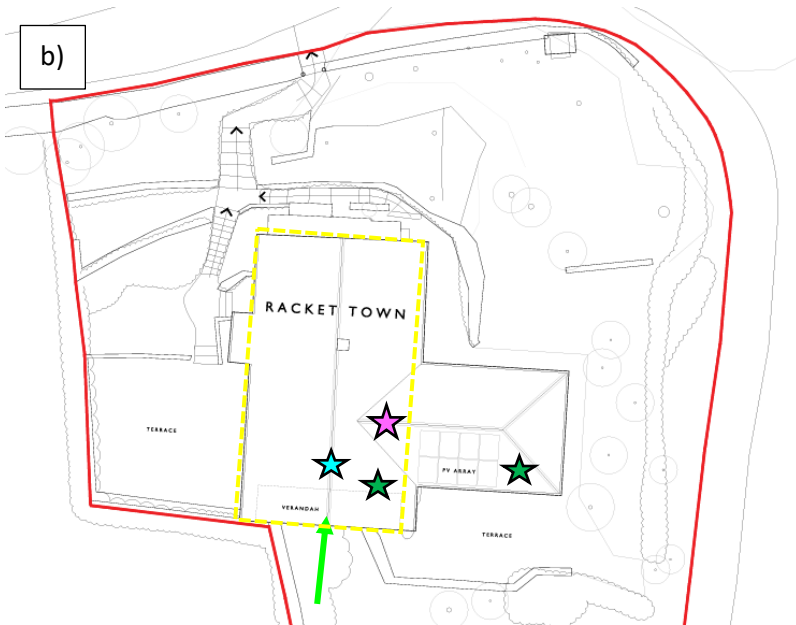 b)
RACKET TOWN
TERRACE
PV ARRAY
VERANDAH
TERRACE